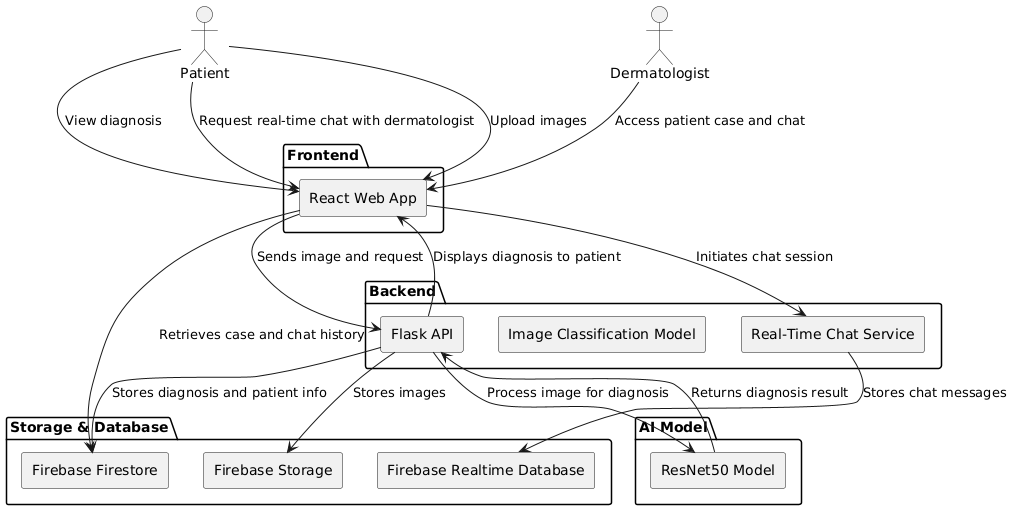 Patient
Dermatologist
View diagnosis
Request real-time chat with dermatologist
Upload images
Access patient case and chat
Frontend
React Web App
Sends image and request
Displays diagnosis to patient
Initiates chat session
Backend
Flask API
Image Classification Model
Real-Time Chat Service
Retrieves case and chat history
Stores diagnosis and patient info
Stores images
Process image for diagnosis
Returns diagnosis result
Stores chat messages
Storage & Database
AI Model
Firebase Firestore
Firebase Storage
Firebase Realtime Database
ResNet50 Model